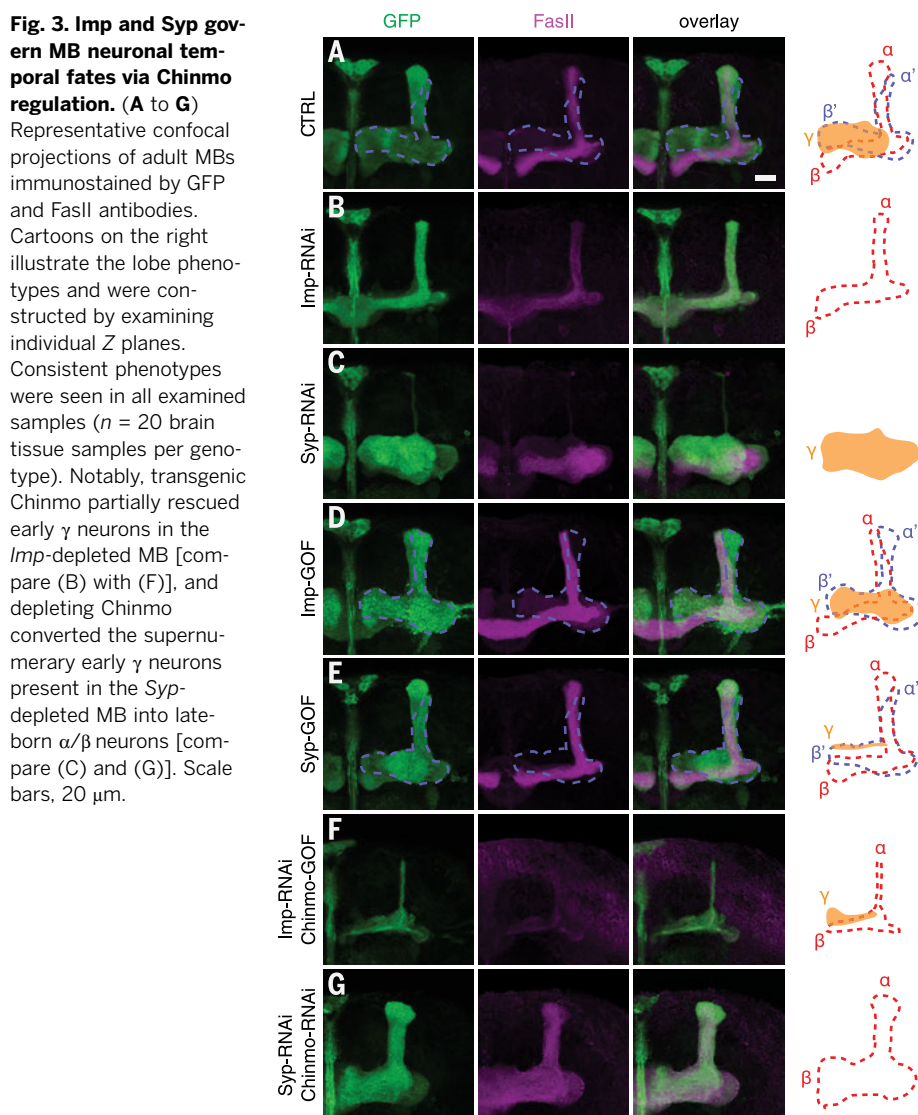 Fig. 3. Imp and Syp gov-
ern MB neuronal tem-
poral fates via Chinmo
regulation. (A to G)
Representative confocal
projections of adult MBs
immunostained by GFP
and FasII antibodies.
Cartoons on the right
illustrate the lobe pheno-
types and were con-
structed by examining
individual Z planes.
Consistent phenotypes
were seen in all examined
samples (n = 20 brain
tissue samples per geno-
type). Notably, transgenic
Chinmo partially rescued
early γ neurons in the
Imp-depleted MB [com-
pare (B) with (F)], and
depleting Chinmo
converted the supernu-
merary early γ neurons
present in the Syp-
depleted MB into late-
born α/β neurons [com-
pare (C) and (G)]. Scale
bars, 20 μm.
GFP FasII overlay
A
CTRL
α
α'
β'
γ
β
B
Imp-RNAi
α
β
C
Syp-RNAi
γ
D
Imp-GOF
α
α'
β'
γ
β
E
Syp-GOF
α
α'
γ
β'
β
F
Imp-RNAi
Chinmo-GOF
α
γ
β
G
Syp-RNAi
Chinmo-RNAi
α
β